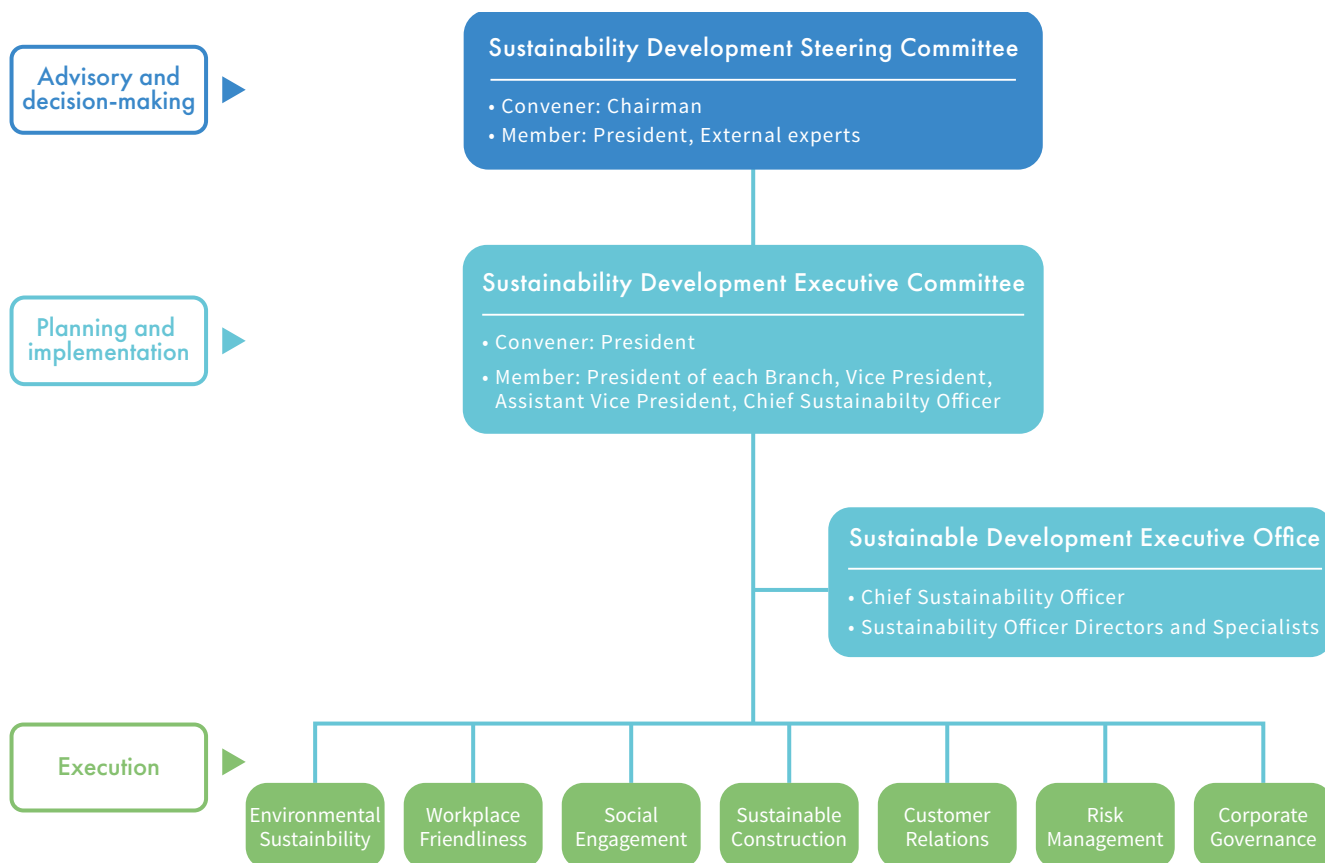 Advisory and
decision-making
Sustainability Development Steering Committee
• Convener: Chairman
• Member: President, External experts
Planning and
implementation
Sustainability Development Executive Committee
• Convener: President
• Member: President of each Branch, Vice President,
Assistant Vice President, Chief Sustainabilty Officer
Sustainable Development Executive Office
• Chief Sustainability Officer
• Sustainability Officer Directors and Specialists
Execution
Environmental
Sustainbility
Workplace
Friendliness
Social
Engagement
Sustainable
Construction
Customer
Relations
Risk
Management
Corporate
Governance